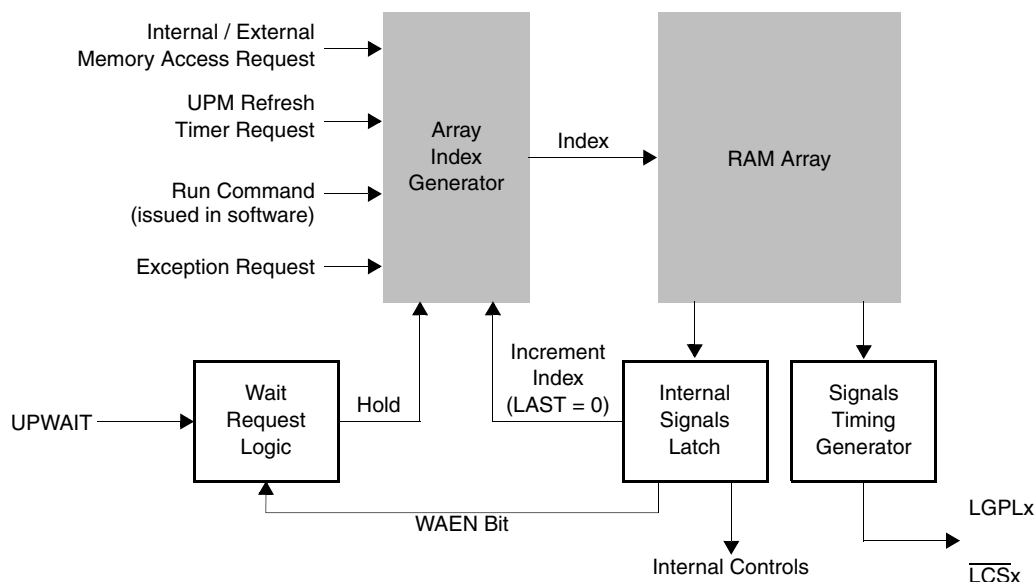 Internal / External
Memory Access Request
UPM Refresh
Timer Request
Run Command
(issued in software)
Exception Request
Array
Index
Generator
Index
RAM Array
Increment
Index
(LAST = 0)
UPWAIT
Wait
Request
Logic
Hold
Internal
Signals
Latch
Signals
Timing
Generator
WAEN Bit
Internal Controls
LGPLx
LCSx